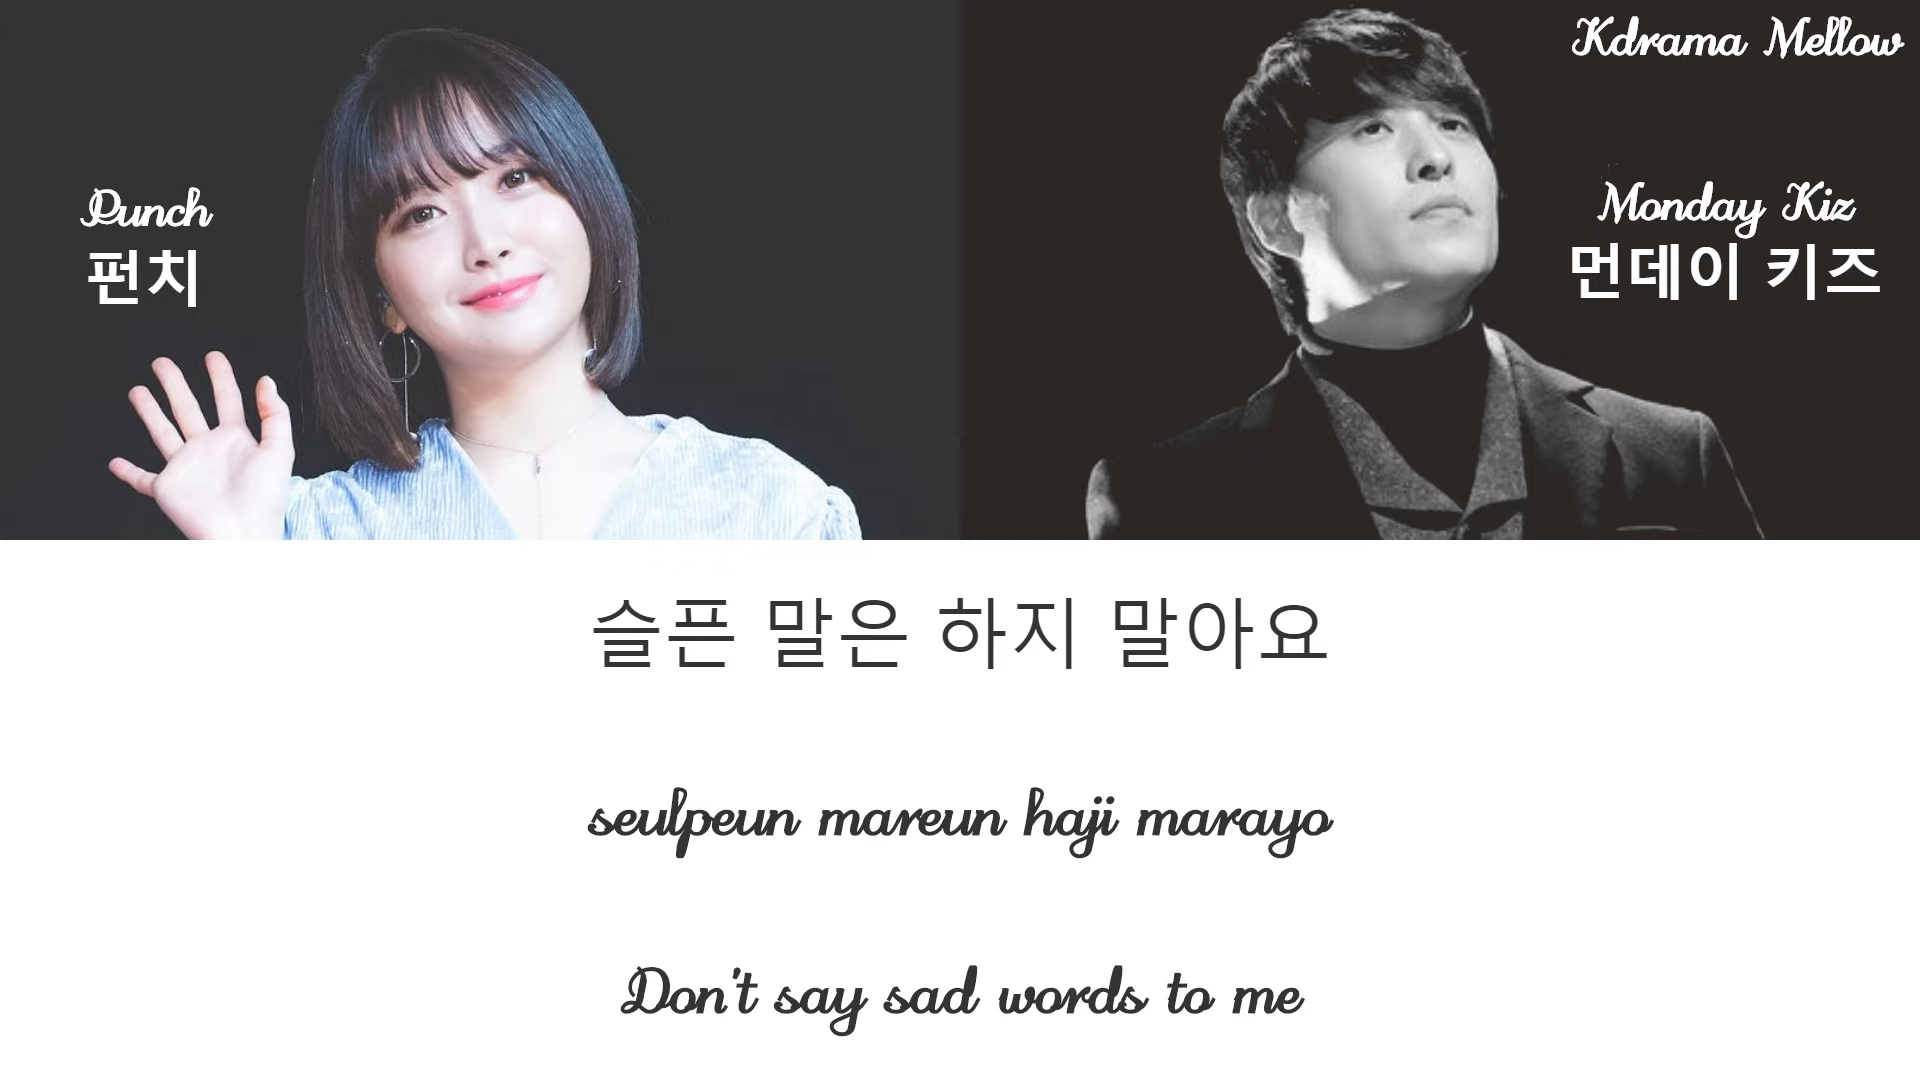 Kdrama Mellow
Punch
펀치
Monday Kiz
먼데이 키즈
슬픈 말은 하지 말아요
seulpeun mareun haji marayo
Don't say sad words to me